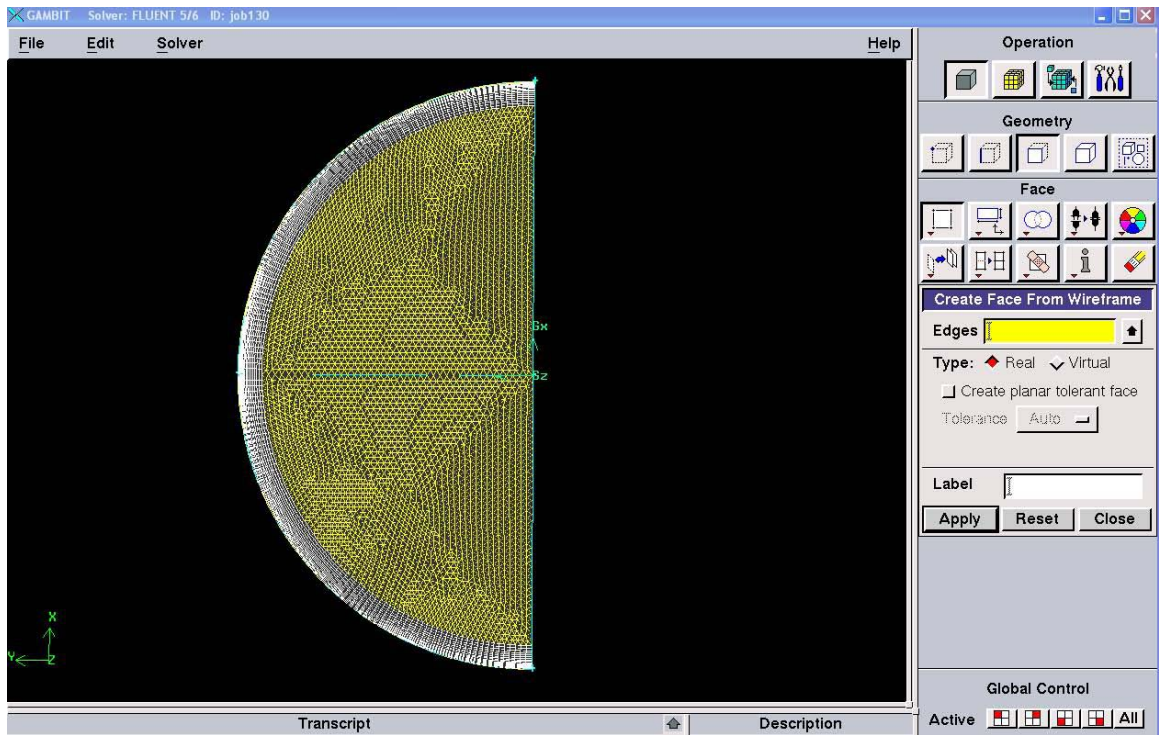 GAMBIT Solver: FLUENT 5/6 ID: job130
File Edit Solver Help
Operation
Geometry
Face
Create Face From Wireframe
Edges
Type: Real Virtual
Create planar tolerant face
Tolerance Auto
Label
Apply Reset Close
Gx
Gz
X
Y Z
Global Control
Transcript Description
Active All